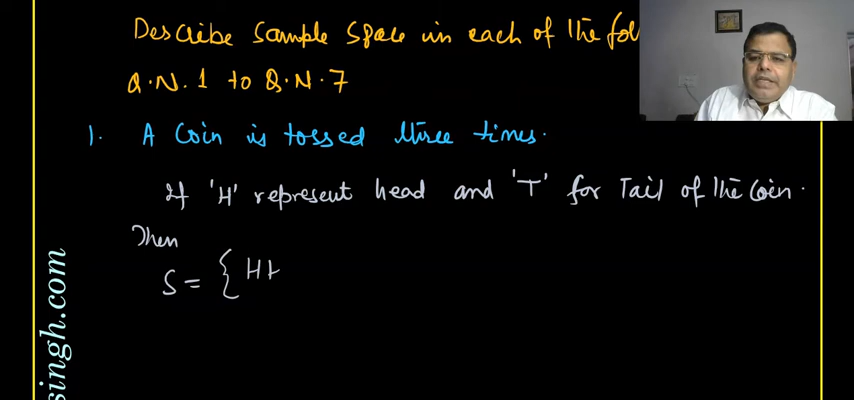 Describe Sample Space in each of the fol
Q.N.1 to Q.N.7
1. A Coin is tossed three times.
If 'H' represent head and 'T' for Tail of the Coin.
Then
S = { HH
singh.com